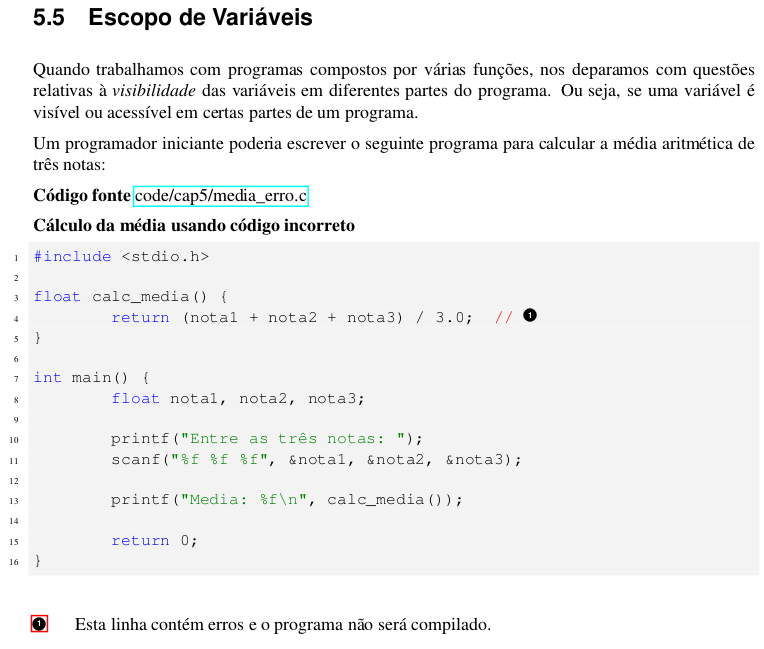 5.5 Escopo de Variáveis
Quando trabalhamos com programas compostos por várias funções, nos deparamos com questões
relativas à visibilidade das variáveis em diferentes partes do programa. Ou seja, se uma variável é
visível ou acessível em certas partes de um programa.
Um programador iniciante poderia escrever o seguinte programa para calcular a média aritmética de
três notas:
Código fonte code/cap5/media_erro.c
Cálculo da média usando código incorreto
1 #include <stdio.h>
2
3 float calc_media() {
4 return (nota1 + nota2 + nota3) / 3.0; // 1
5 }
6
7 int main() {
8 float nota1, nota2, nota3;
9
10 printf("Entre as três notas: ");
11 scanf("%f %f %f", &nota1, &nota2, &nota3);
12
13 printf("Media: %f\n", calc_media());
14
15 return 0;
16 }
1 Esta linha contém erros e o programa não será compilado.